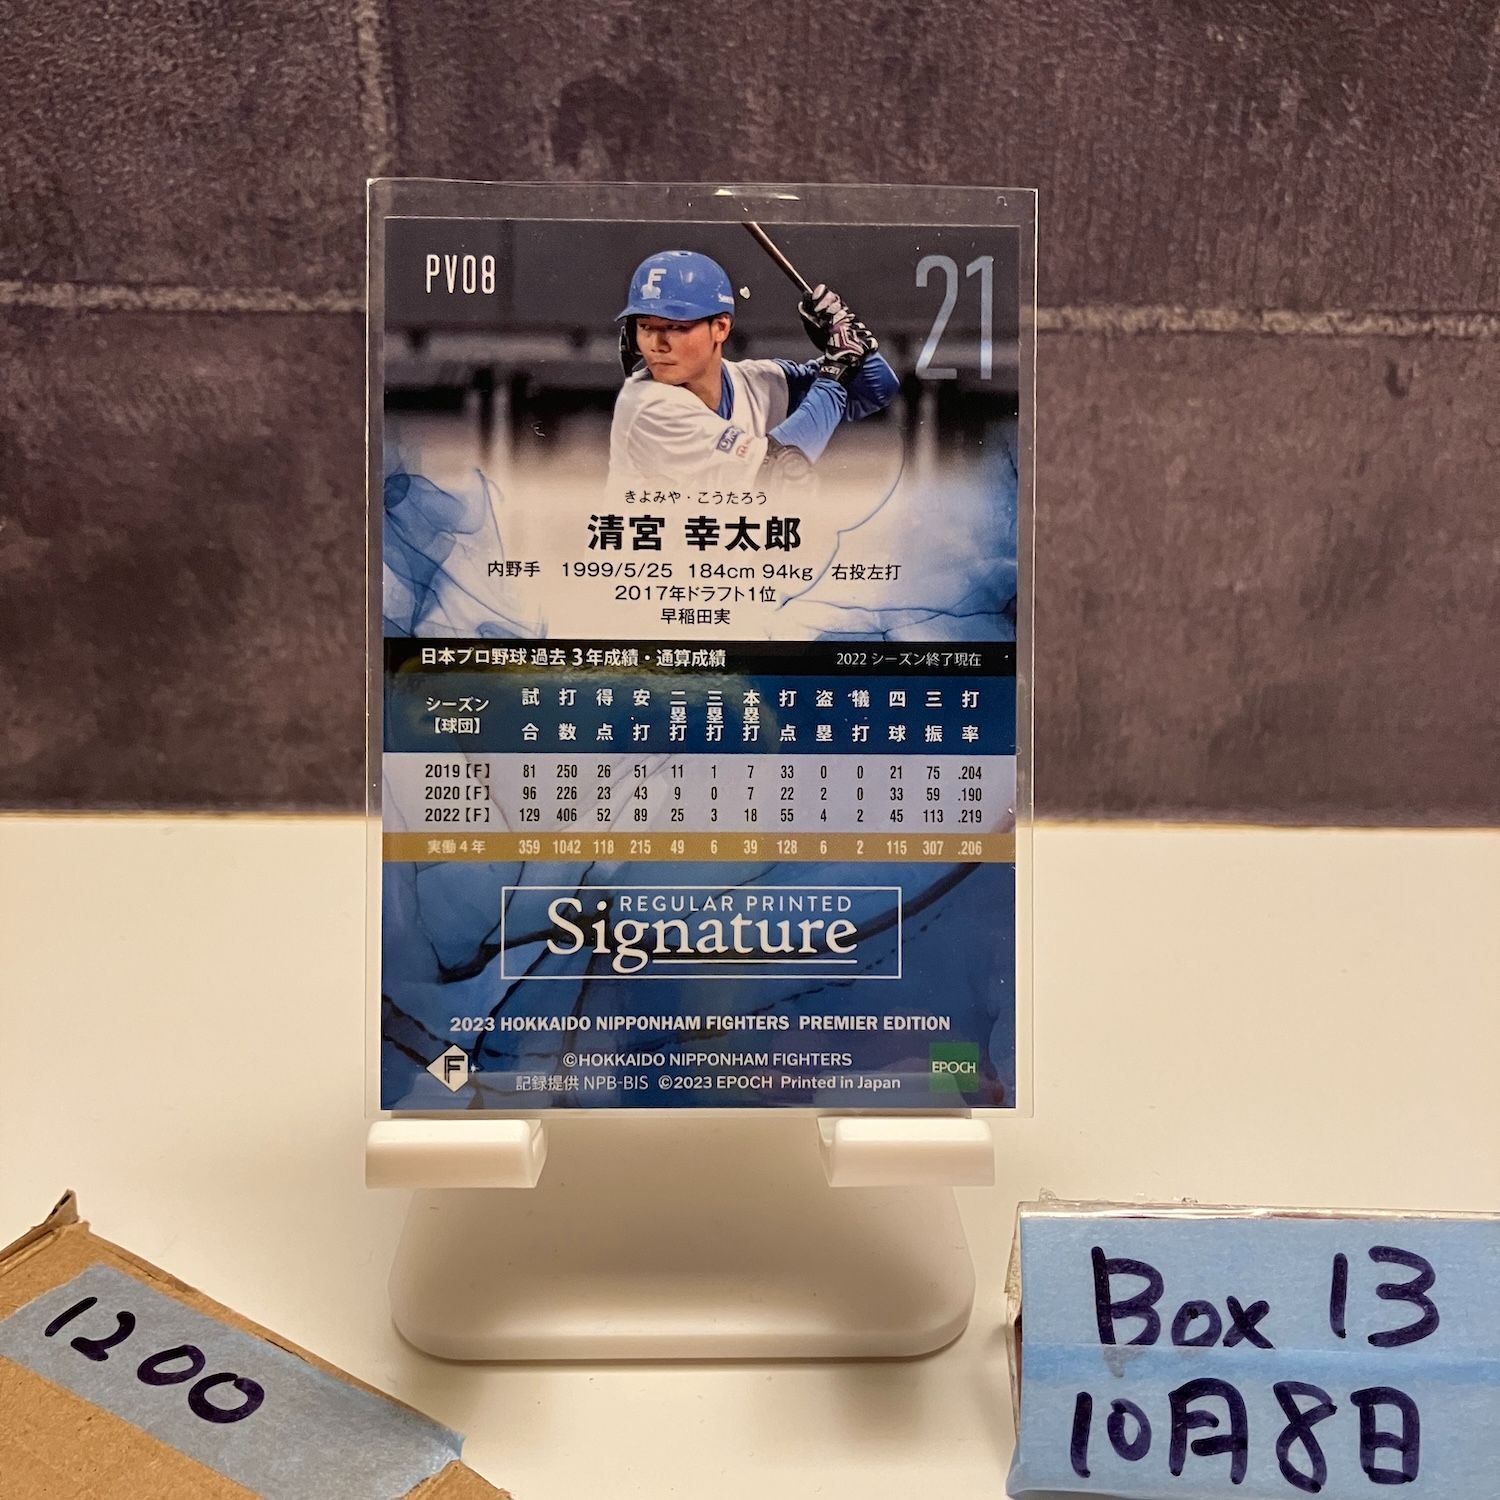 PV08
21
きよみや・こうたろう
清宮 幸太郎
内野手 1999/5/25 184cm 94kg 右投左打
2017年ドラフト1位
早稲田実
日本プロ野球 過去3年成績・通算成績 2022 シーズン終了現在
シーズン【球団】 試合 打数 得点 安打 二塁打 三塁打 本塁打 打点 盗塁 犠打 四球 三振 打率
2019【F】 81 250 26 51 11 1 7 33 0 0 21 75 .204
2020【F】 96 226 23 43 9 0 7 22 2 0 33 59 .190
2022【F】 129 406 52 89 25 3 18 55 4 2 45 113 .219
実働4年 359 1042 118 215 49 6 39 128 6 2 115 307 .206
REGULAR PRINTED
Signature
2023 HOKKAIDO NIPPONHAM FIGHTERS PREMIER EDITION
©HOKKAIDO NIPPONHAM FIGHTERS
記録提供 NPB-BIS ©2023 EPOCH Printed in Japan
F
EPOCH
1200
Box 13
10月8日